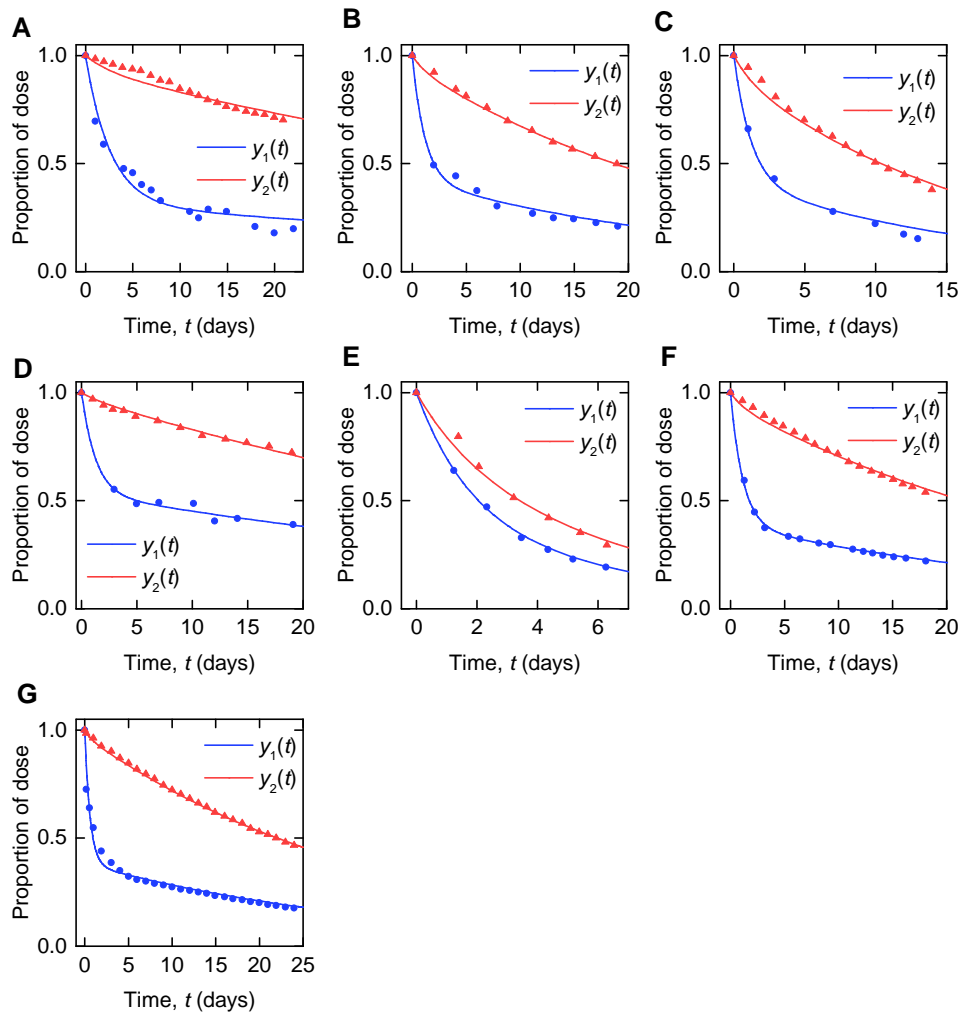 A
Proportion of dose
1.0
0.5
0.0
y1(t)
y2(t)
0 5 10 15 20
Time, t (days)
B
Proportion of dose
1.0
0.5
0.0
y1(t)
y2(t)
0 5 10 15 20
Time, t (days)
C
Proportion of dose
1.0
0.5
0.0
y1(t)
y2(t)
0 5 10 15
Time, t (days)
D
Proportion of dose
1.0
0.5
0.0
y1(t)
y2(t)
0 5 10 15 20
Time, t (days)
E
Proportion of dose
1.0
0.5
0.0
y1(t)
y2(t)
0 2 4 6
Time, t (days)
F
Proportion of dose
1.0
0.5
0.0
y1(t)
y2(t)
0 5 10 15 20
Time, t (days)
G
Proportion of dose
1.0
0.5
0.0
y1(t)
y2(t)
0 5 10 15 20 25
Time, t (days)